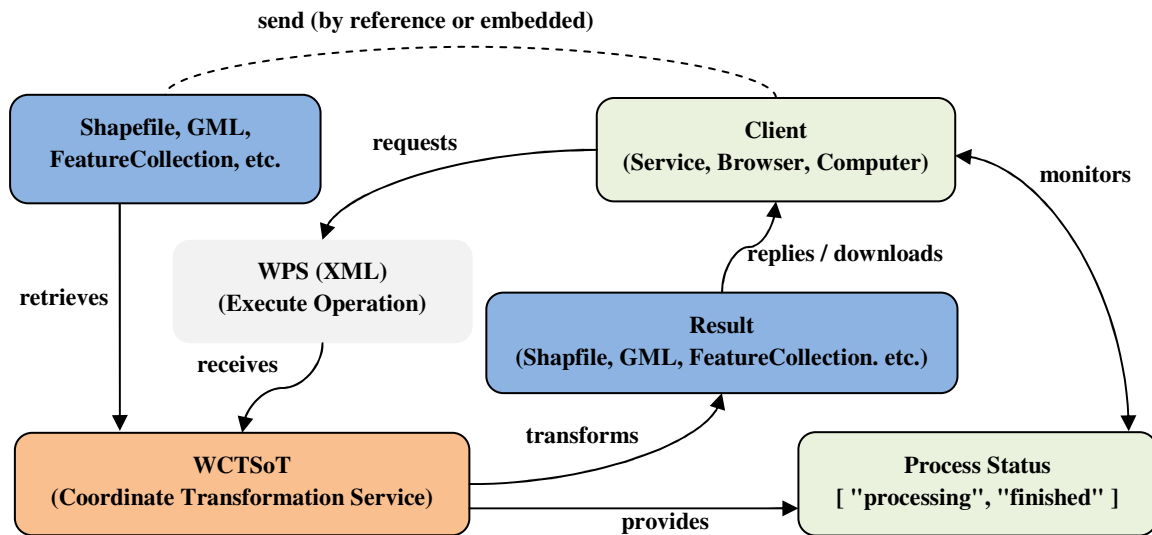 send (by reference or embedded)
Shapefile, GML,
FeatureCollection, etc.
requests
Client
(Service, Browser, Computer)
monitors
retrieves
WPS (XML)
(Execute Operation)
replies / downloads
Result
(Shapfile, GML, FeatureCollection. etc.)
receives
WCTSoT
(Coordinate Transformation Service)
transforms
provides
Process Status
[ "processing", "finished" ]